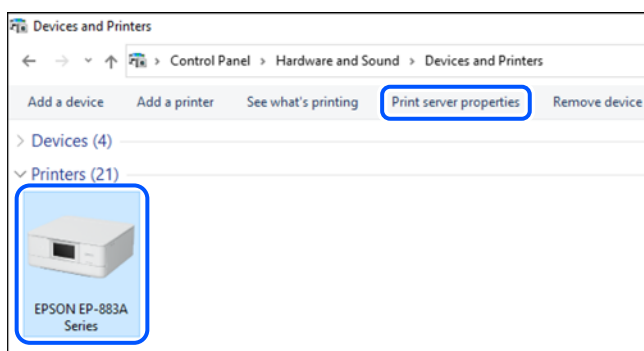 Devices and Printers
Control Panel > Hardware and Sound > Devices and Printers
Add a device Add a printer See what's printing Print server properties Remove device
Devices (4)
Printers (21)
EPSON EP-883A
Series